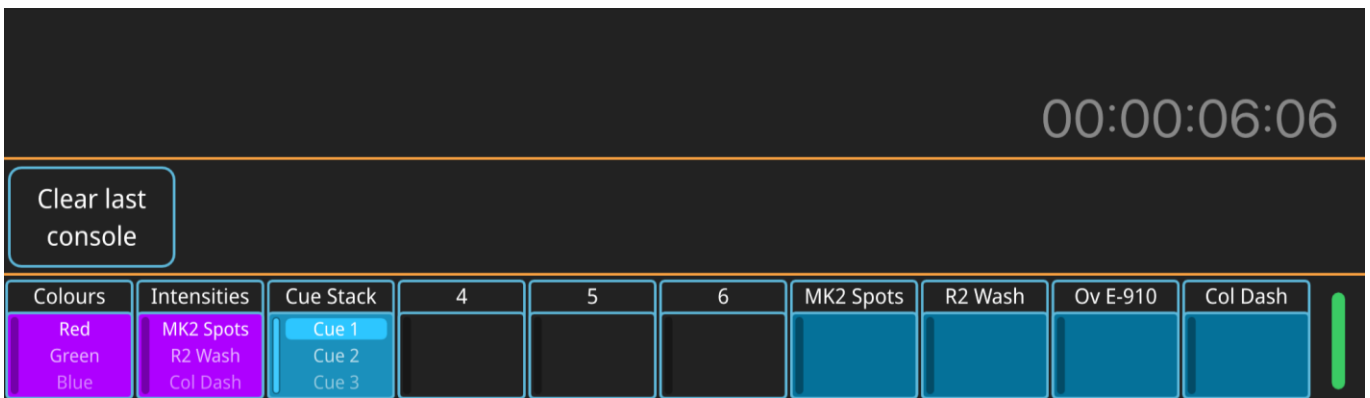 00:00:06:06
Clear last
console
Colours Intensities Cue Stack 4 5 6 MK2 Spots R2 Wash Ov E-910 Col Dash
Red MK2 Spots Cue 1
Green R2 Wash Cue 2
Blue Col Dash Cue 3